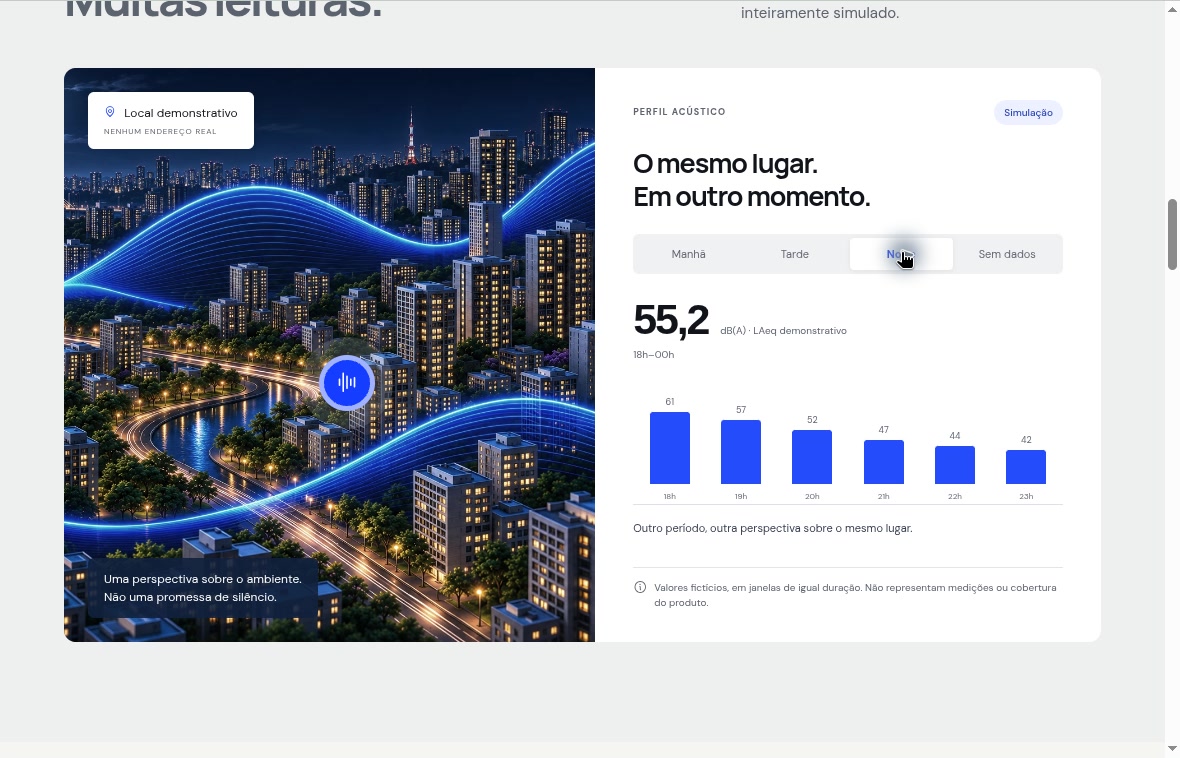 Muitas leituras.
inteiramente simulado.
Local demonstrativo
NENHUM ENDEREÇO REAL
Uma perspectiva sobre o ambiente.
Não uma promessa de silêncio.
PERFIL ACÚSTICO
Simulação
O mesmo lugar.
Em outro momento.
Manhã
Tarde
Sem dados
55,2 dB(A) · LAeq demonstrativo
18h–00h
61 57 52 47 44 42
18h 19h 20h 21h 22h 23h
Outro período, outra perspectiva sobre o mesmo lugar.
Valores fictícios, em janelas de igual duração. Não representam medições ou cobertura
do produto.